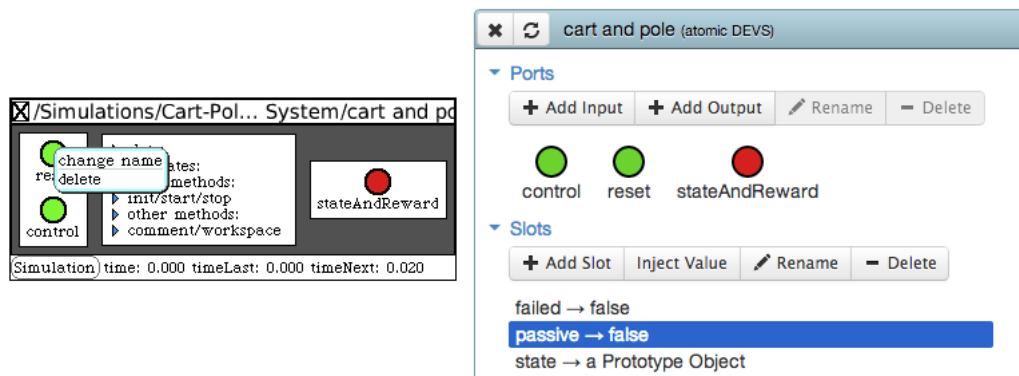 /Simulations/Cart-Pol... System/cart and po
change name
delete
ates:
methods:
init/start/stop
other methods:
comment/workspace
control
stateAndReward
Simulation time: 0.000 timeLast: 0.000 timeNext: 0.020
cart and pole (atomic DEVS)
Ports
Add Input Add Output Rename Delete
control reset stateAndReward
Slots
Add Slot Inject Value Rename Delete
failed → false
passive → false
state → a Prototype Object